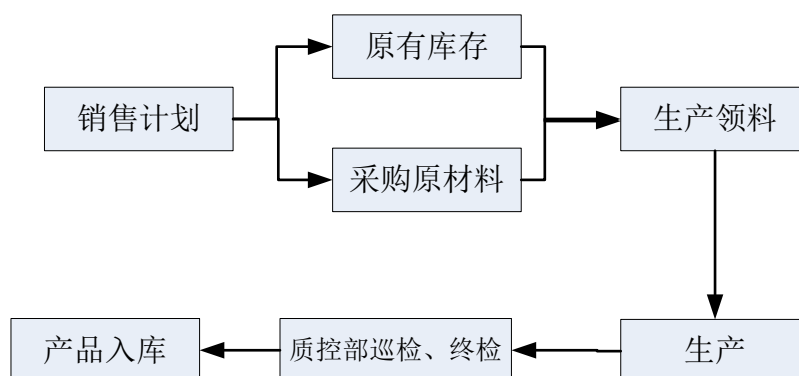 原有库存
销售计划
生产领料
采购原材料
产品入库
质控部巡检、终检
生产